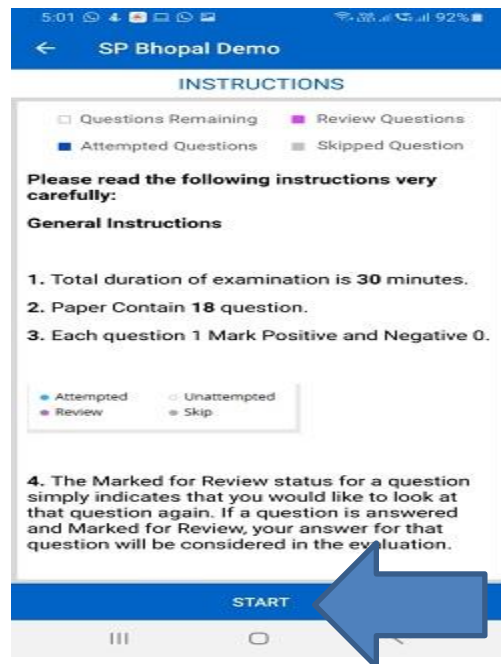 5:01 92%
SP Bhopal Demo
INSTRUCTIONS
Questions Remaining Review Questions
Attempted Questions Skipped Question
Please read the following instructions very
carefully:
General Instructions
1. Total duration of examination is 30 minutes.
2. Paper Contain 18 question.
3. Each question 1 Mark Positive and Negative 0.
Attempted Unattempted
Review Skip
4. The Marked for Review status for a question
simply indicates that you would like to look at
that question again. If a question is answered
and Marked for Review, your answer for that
question will be considered in the evaluation.
START